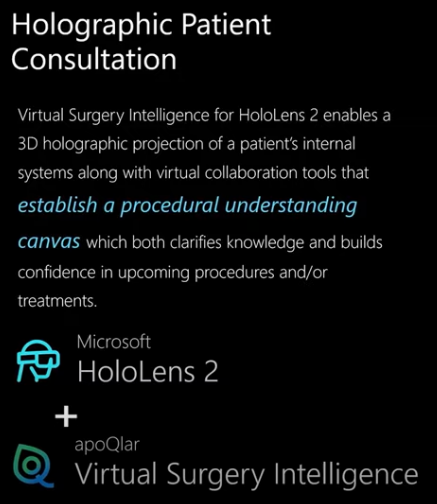 Holographic Patient
Consultation
Virtual Surgery Intelligence for HoloLens 2 enables a
3D holographic projection of a patient's internal
systems along with virtual collaboration tools that
establish a procedural understanding
canvas which both clarifies knowledge and builds
confidence in upcoming procedures and/or
treatments.
Microsoft
HoloLens 2
+
apoQlar
Virtual Surgery Intelligence